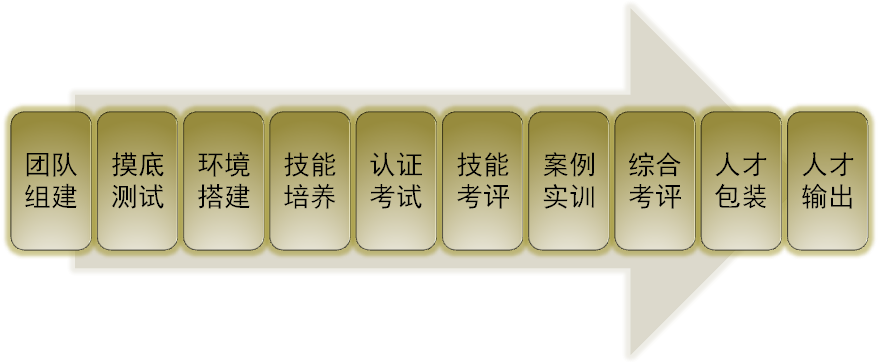 团队
组建
摸底
测试
环境
搭建
技能
培养
认证
考试
技能
考评
案例
实训
综合
考评
人才
包装
人才
输出